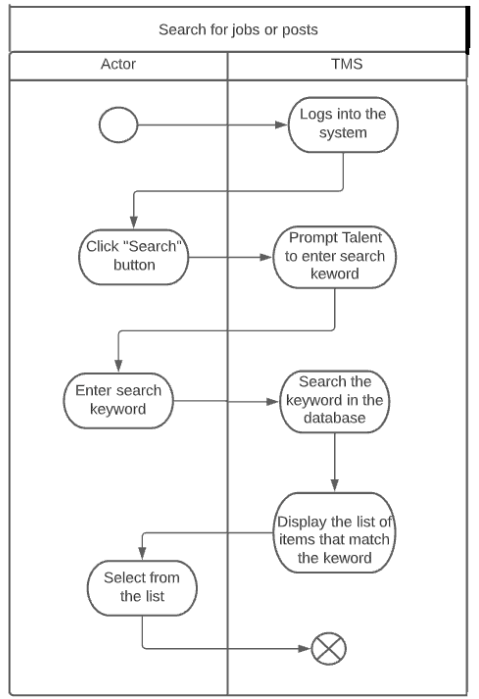 Search for jobs or posts
Actor
TMS
Logs into the
system
Click "Search"
button
Prompt Talent
to enter search
keword
Enter search
keyword
Search the
keyword in the
database
Display the list of
items that match
the keword
Select from
the list